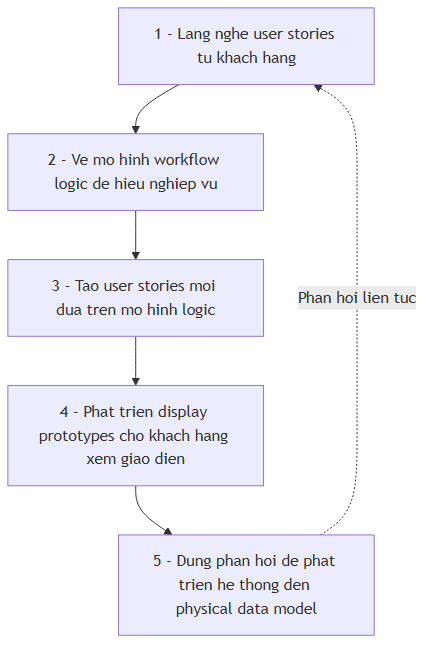 1 - Lang nghe user stories
tu khach hang
2 - Ve mo hinh workflow
logic de hieu nghiep vu
3 - Tao user stories moi
dua tren mo hinh logic
Phan hoi lien tuc
4 - Phat trien display
prototypes cho khach hang
xem giao dien
5 - Dung phan hoi de phat
trien he thong den
physical data model